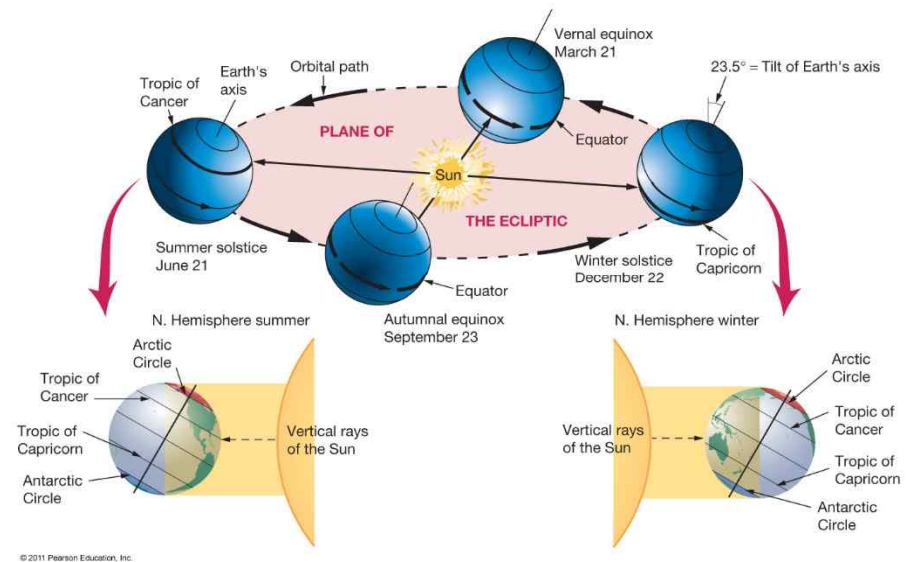 Vernal equinox
March 21
23.5° = Tilt of Earth's axis
Tropic of
Cancer
Earth's
axis
Orbital path
PLANE OF
Equator
Sun
THE ECLIPTIC
Summer solstice
June 21
Equator
Winter solstice
December 22
Tropic of
Capricorn
Autumnal equinox
September 23
N. Hemisphere summer
Arctic
Circle
Tropic of
Cancer
Tropic of
Capricorn
Antarctic
Circle
Vertical rays
of the Sun
N. Hemisphere winter
Vertical rays
of the Sun
Arctic
Circle
Tropic of
Cancer
Tropic of
Capricorn
Antarctic
Circle
© 2011 Pearson Education, Inc.